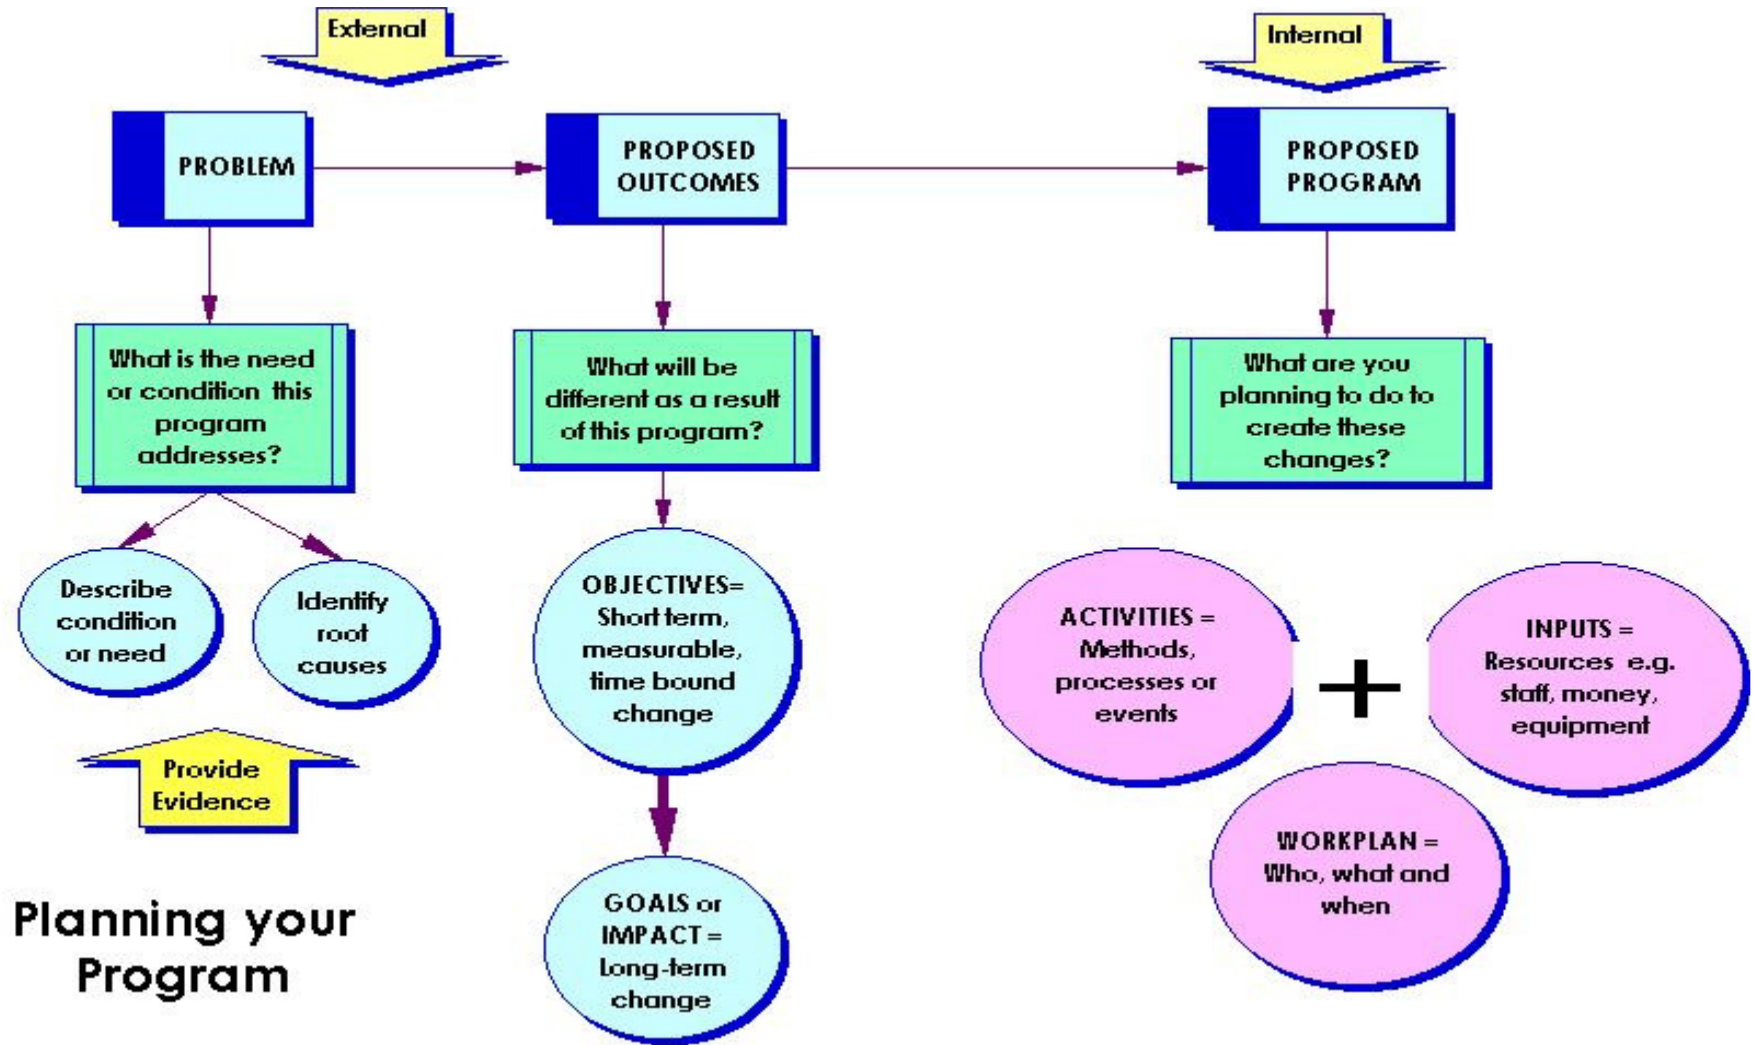 External
Internal
PROBLEM
PROPOSED
OUTCOMES
PROPOSED
PROGRAM
What is the need
or condition this
program
addresses?
What will be
different as a result
of this program?
What are you
planning to do to
create these
changes?
Describe
condition
or need
Identify
root
causes
OBJECTIVES=
Short term,
measurable,
time bound
change
ACTIVITIES =
Methods,
processes or
events
+
INPUTS =
Resources e.g.
staff, money,
equipment
Provide
Evidence
WORKPLAN =
Who, what and
when
GOALS or
IMPACT =
Long-term
change
Planning your
Program